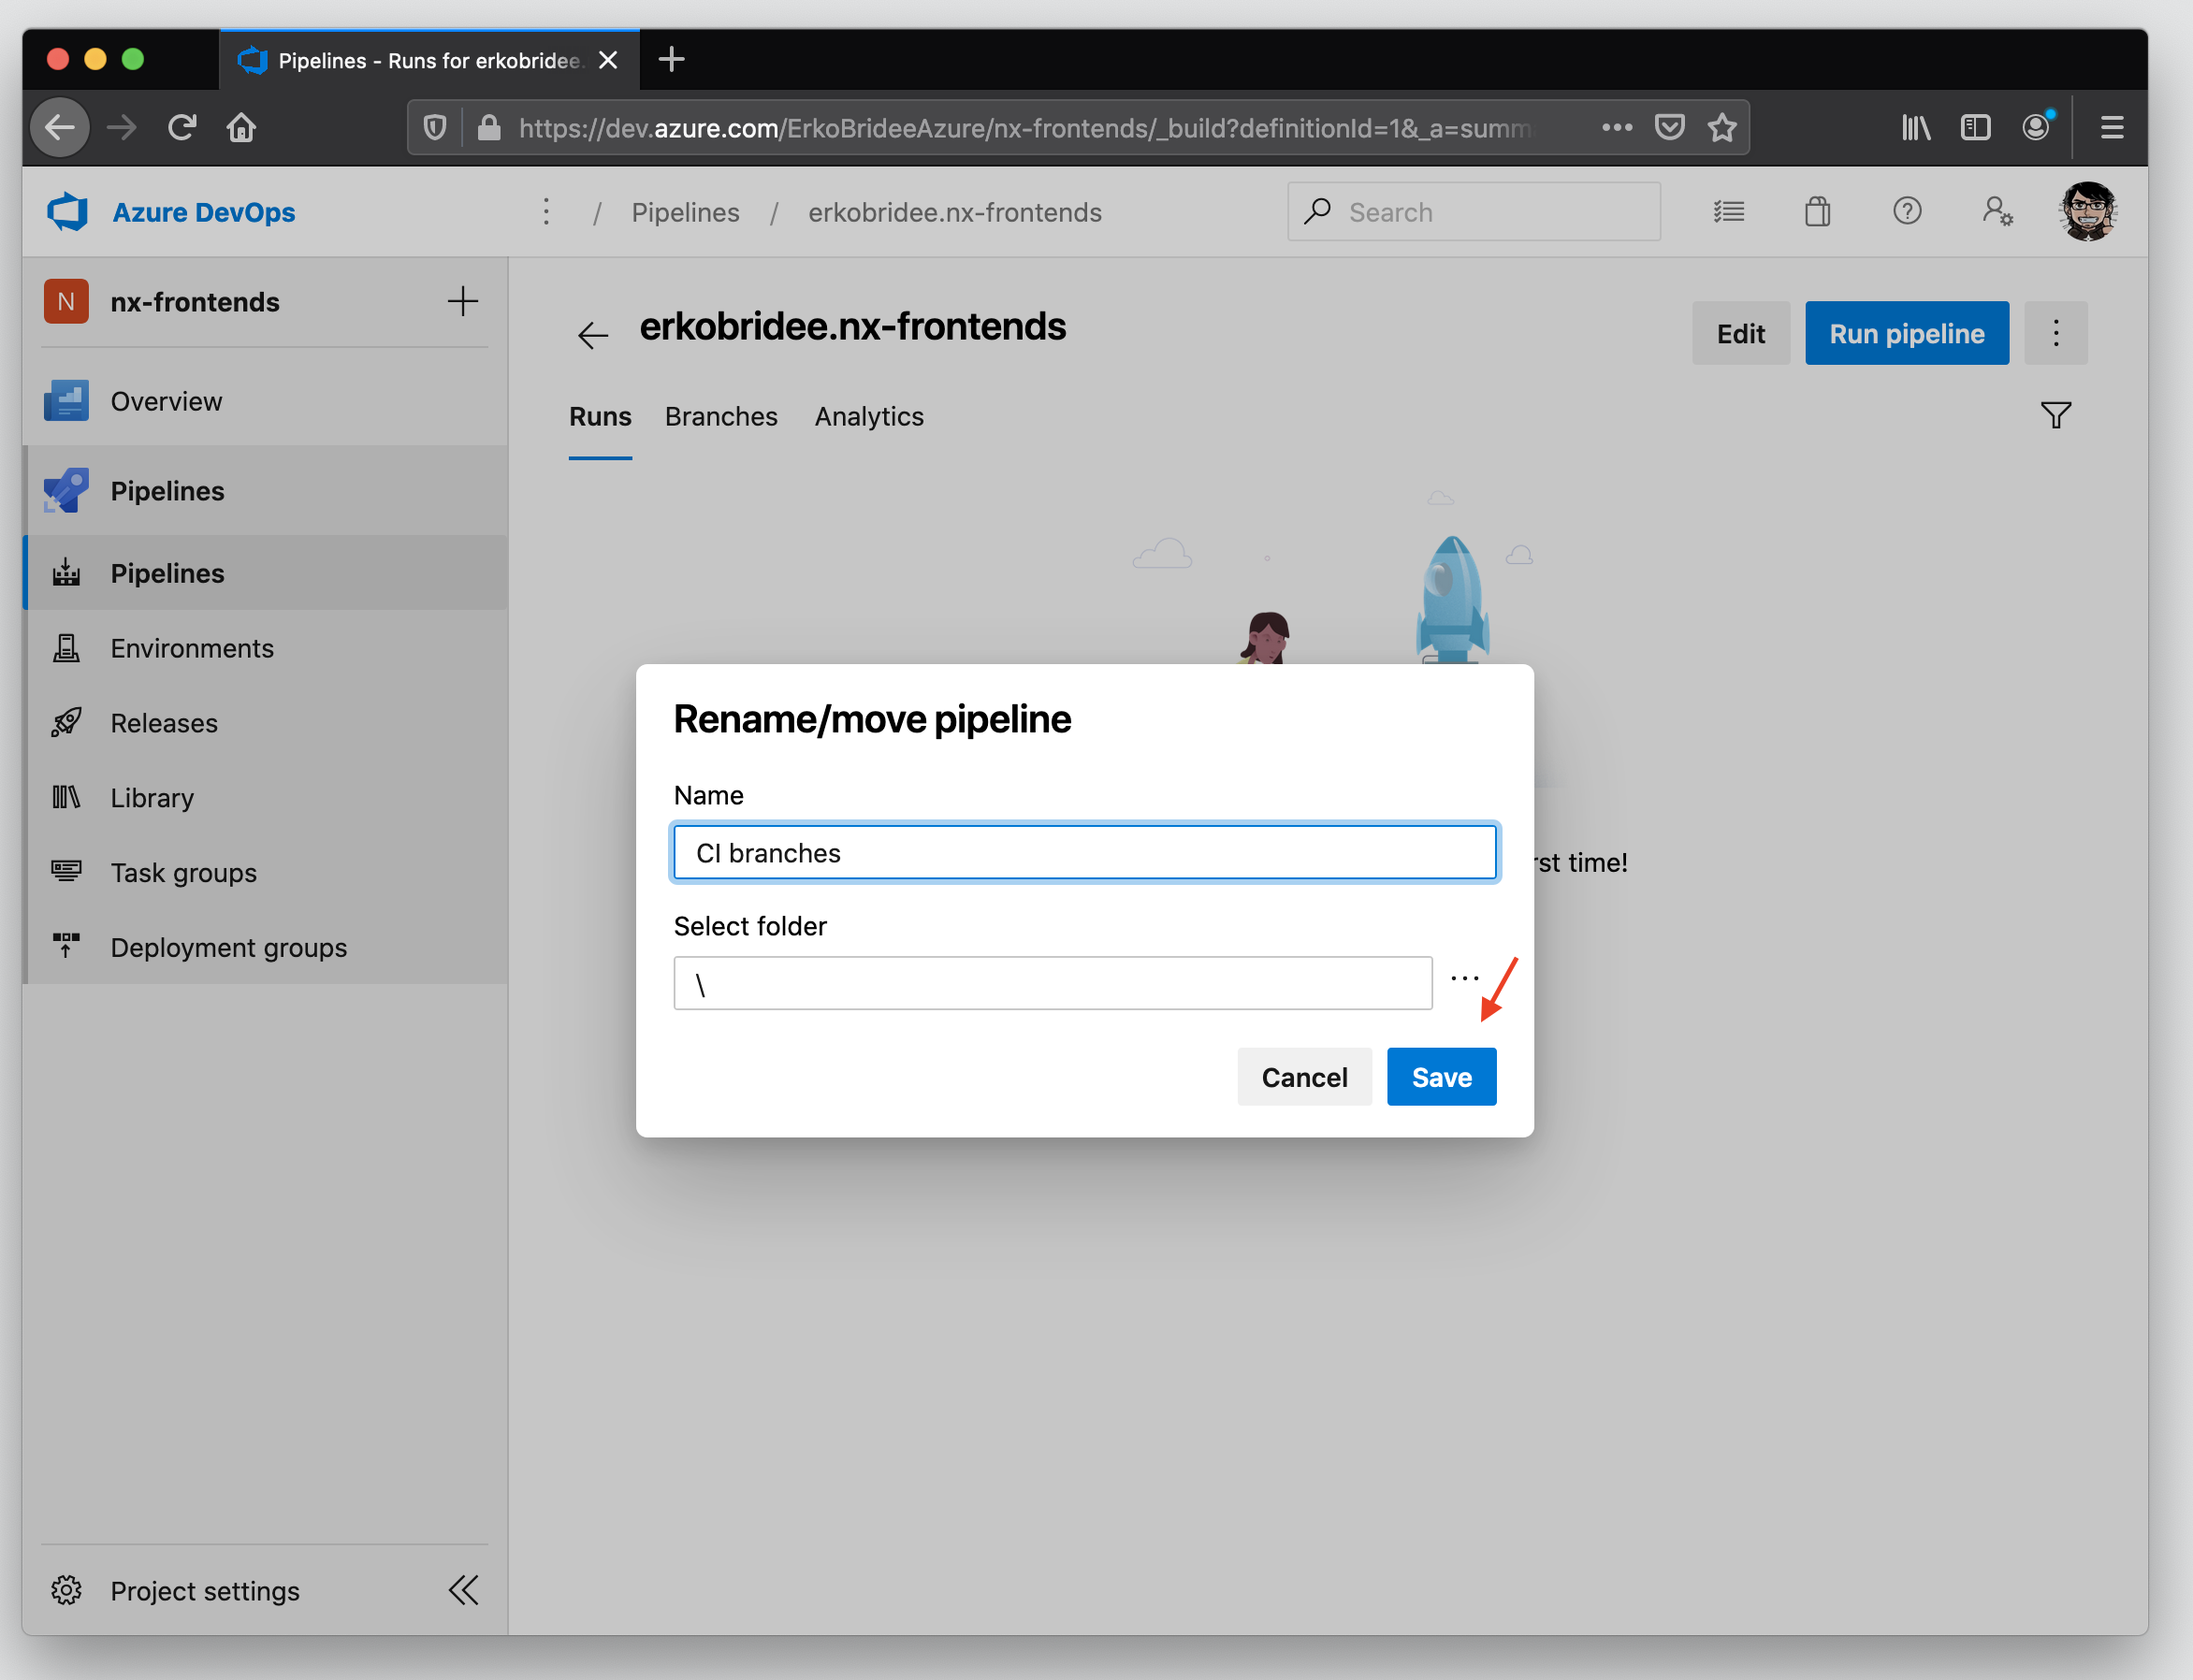 Pipelines - Runs for erkobridee.
https://dev.azure.com/ErkoBrideeAzure/nx-frontends/_build?definitionId=1&_a=summ
Azure DevOps
/ Pipelines / erkobridee.nx-frontends
Search
N nx-frontends
erkobridee.nx-frontends
Edit
Run pipeline
Overview
Runs
Branches
Analytics
Pipelines
Pipelines
Environments
Releases
Library
Task groups
Deployment groups
Rename/move pipeline
Name
CI branches
rst time!
Select folder
\
Cancel
Save
Project settings